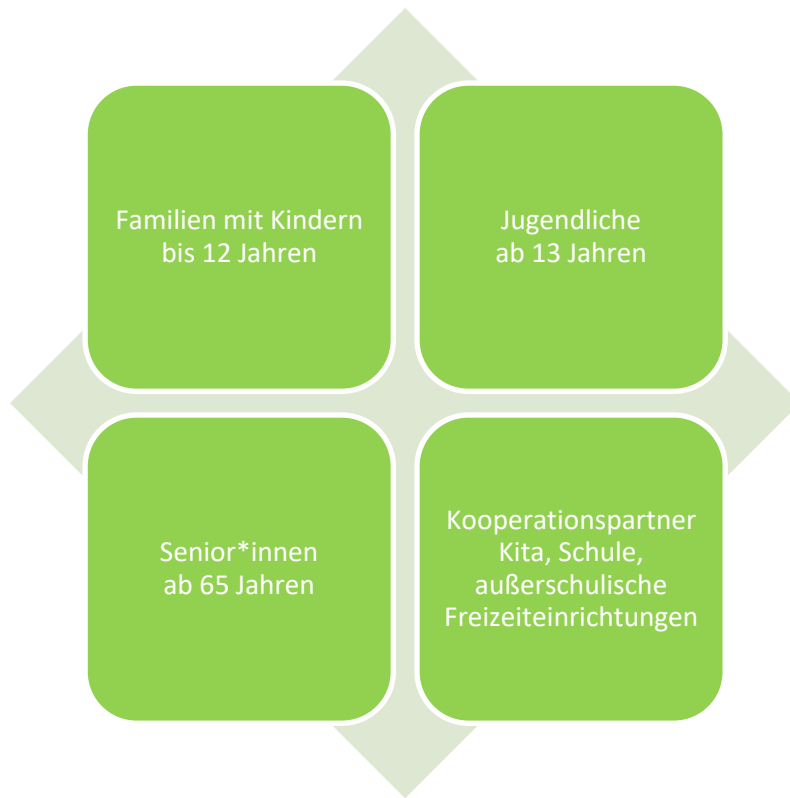 Familien mit Kindern
bis 12 Jahren
Jugendliche
ab 13 Jahren
Senior*innen
ab 65 Jahren
Kooperationspartner
Kita, Schule,
außerschulische
Freizeiteinrichtungen